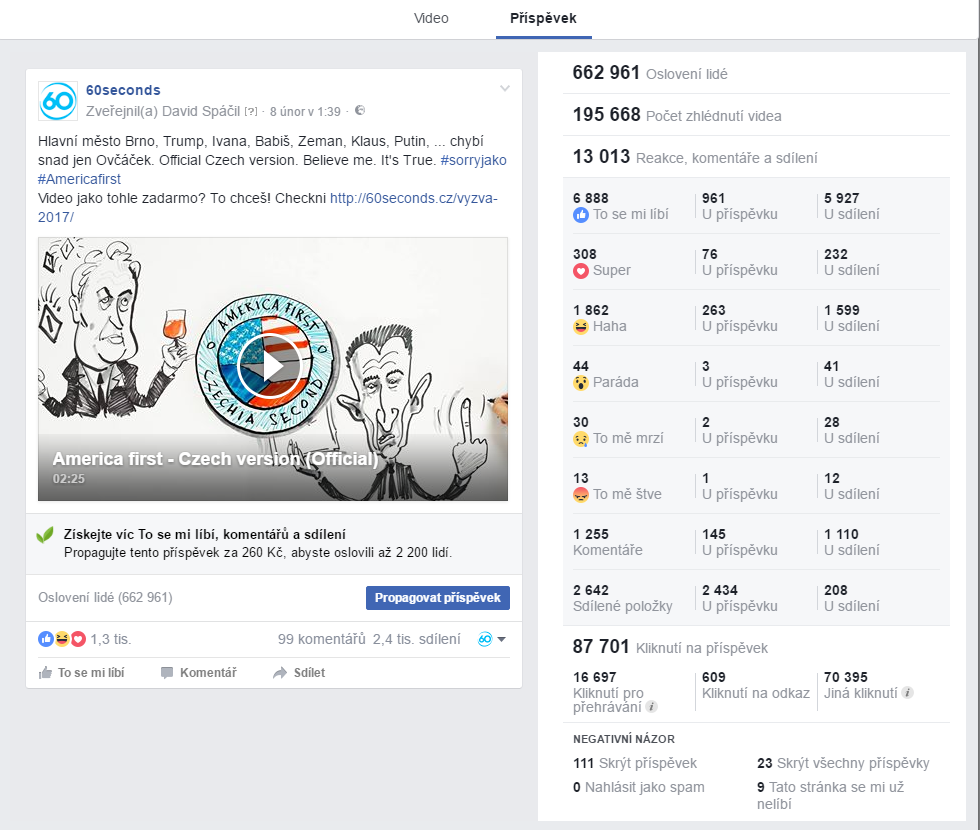 Video
Příspěvek
60seconds
Zveřejnil(a) David Spáčil [?] · 8 únor v 1:39 ·
Hlavní město Brno, Trump, Ivana, Babiš, Zeman, Klaus, Putin, ... chybí
snad jen Ovčáček. Official Czech version. Believe me. It's True. #sorryjako
#Americafirst
Video jako tohle zadarmo? To chceš! Checkni http://60seconds.cz/vyzva-
2017/
AMERICA FIRST
CZECHIA SECOND
America first - Czech version (Official)
02:25
Získejte víc To se mi líbí, komentářů a sdílení
Propagujte tento příspěvek za 260 Kč, abyste oslovili až 2 200 lidí.
Oslovení lidé (662 961)
Propagovat příspěvek
1,3 tis.
99 komentářů 2,4 tis. sdílení
To se mi líbí
Komentář
Sdílet
662 961 Oslovení lidé
195 668 Počet zhlédnutí videa
13 013 Reakce, komentáře a sdílení
6 888
To se mi líbí
961
U příspěvku
5 927
U sdílení
308
Super
76
U příspěvku
232
U sdílení
1 862
Haha
263
U příspěvku
1 599
U sdílení
44
Paráda
3
U příspěvku
41
U sdílení
30
To mě mrzí
2
U příspěvku
28
U sdílení
13
To mě štve
1
U příspěvku
12
U sdílení
1 255
Komentáře
145
U příspěvku
1 110
U sdílení
2 642
Sdílené položky
2 434
U příspěvku
208
U sdílení
87 701 Kliknutí na příspěvek
16 697
Kliknutí pro
přehrávání
609
Kliknutí na odkaz
70 395
Jiná kliknutí
NEGATIVNÍ NÁZOR
111 Skrýt příspěvek
23 Skrýt všechny příspěvky
0 Nahlásit jako spam
9 Tato stránka se mi už
nelíbí